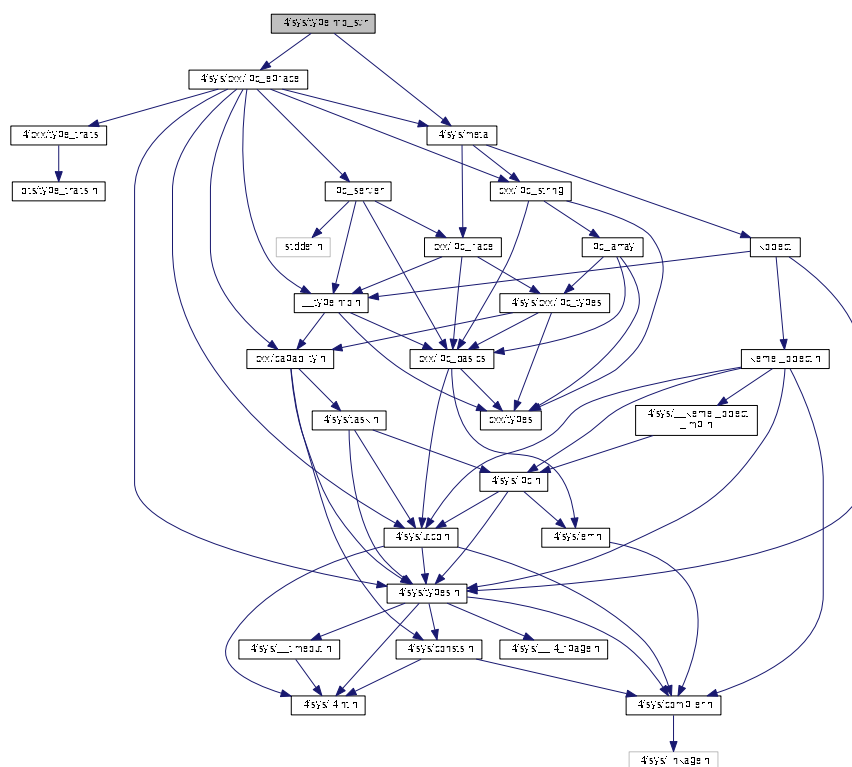 l4/sys/typeinfo_svr
l4/sys/cxx/ipc_epiface
l4/cxx/type_traits
l4/sys/meta
bits/type_traits.h
ipc_server
cxx/ipc_string
stddef.h
cxx/ipc_iface
ipc_array
kobject
__typeinfo.h
l4/sys/cxx/ipc_types
cxx/capability.h
cxx/ipc_basics
kernel_object.h
cxx/types
l4/sys/task.h
l4/sys/__kernel_object
_impl.h
l4/sys/ipc.h
l4/sys/utcb.h
l4/sys/err.h
l4/sys/types.h
l4/sys/__timeout.h
l4/sys/consts.h
l4/sys/__l4_fpage.h
l4/sys/l4int.h
l4/sys/compiler.h
l4/sys/linkage.h